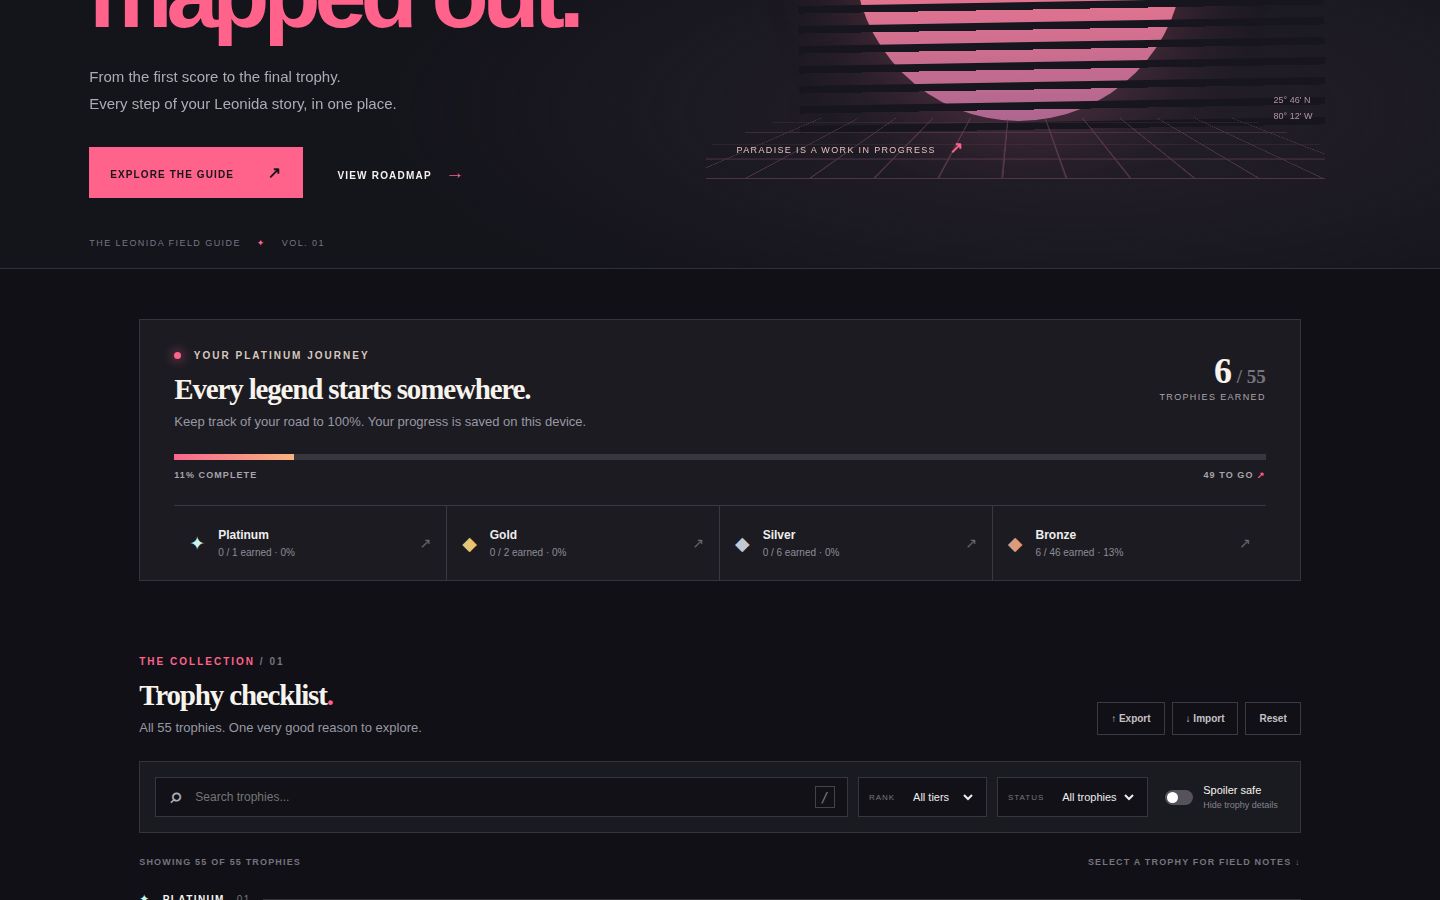 mapped out.
From the first score to the final trophy.
Every step of your Leonida story, in one place.
25° 46' N
80° 12' W
PARADISE IS A WORK IN PROGRESS ↗
EXPLORE THE GUIDE ↗
VIEW ROADMAP →
THE LEONIDA FIELD GUIDE ✦ VOL. 01
YOUR PLATINUM JOURNEY
Every legend starts somewhere.
Keep track of your road to 100%. Your progress is saved on this device.
6 / 55
TROPHIES EARNED
11% COMPLETE
49 TO GO ↗
Platinum
0 / 1 earned · 0%
↗
Gold
0 / 2 earned · 0%
↗
Silver
0 / 6 earned · 0%
↗
Bronze
6 / 46 earned · 13%
↗
THE COLLECTION / 01
Trophy checklist.
All 55 trophies. One very good reason to explore.
↑ Export
↓ Import
Reset
Search trophies...
/
RANK All tiers
STATUS All trophies
Spoiler safe
Hide trophy details
SHOWING 55 OF 55 TROPHIES
SELECT A TROPHY FOR FIELD NOTES ↓
✦ PLATINUM 01